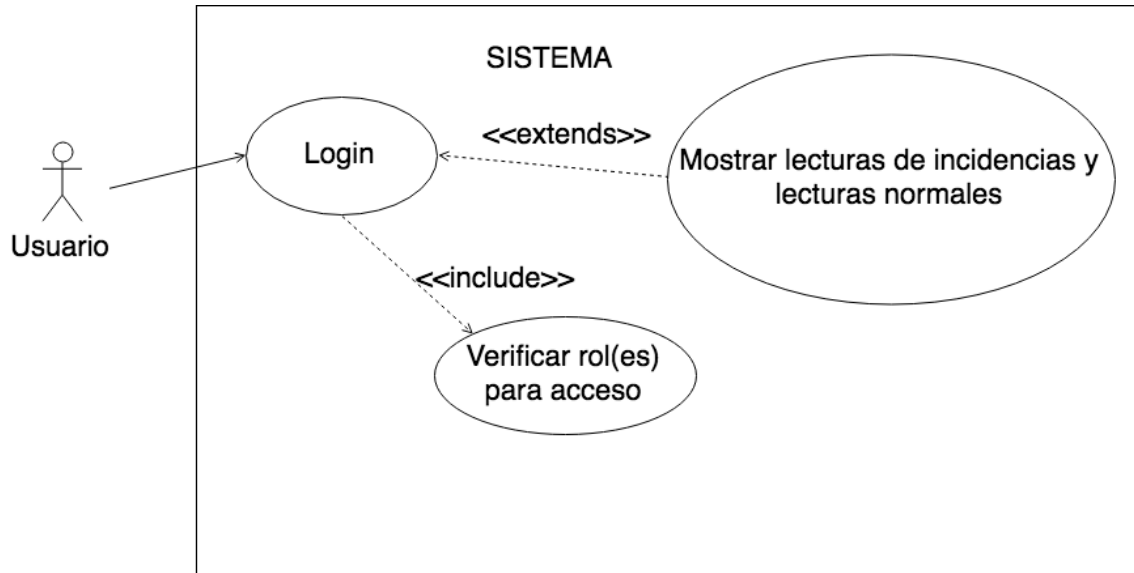 SISTEMA
Login
<<extends>>
Mostrar lecturas de incidencias y
lecturas normales
Usuario
<<include>>
Verificar rol(es)
para acceso